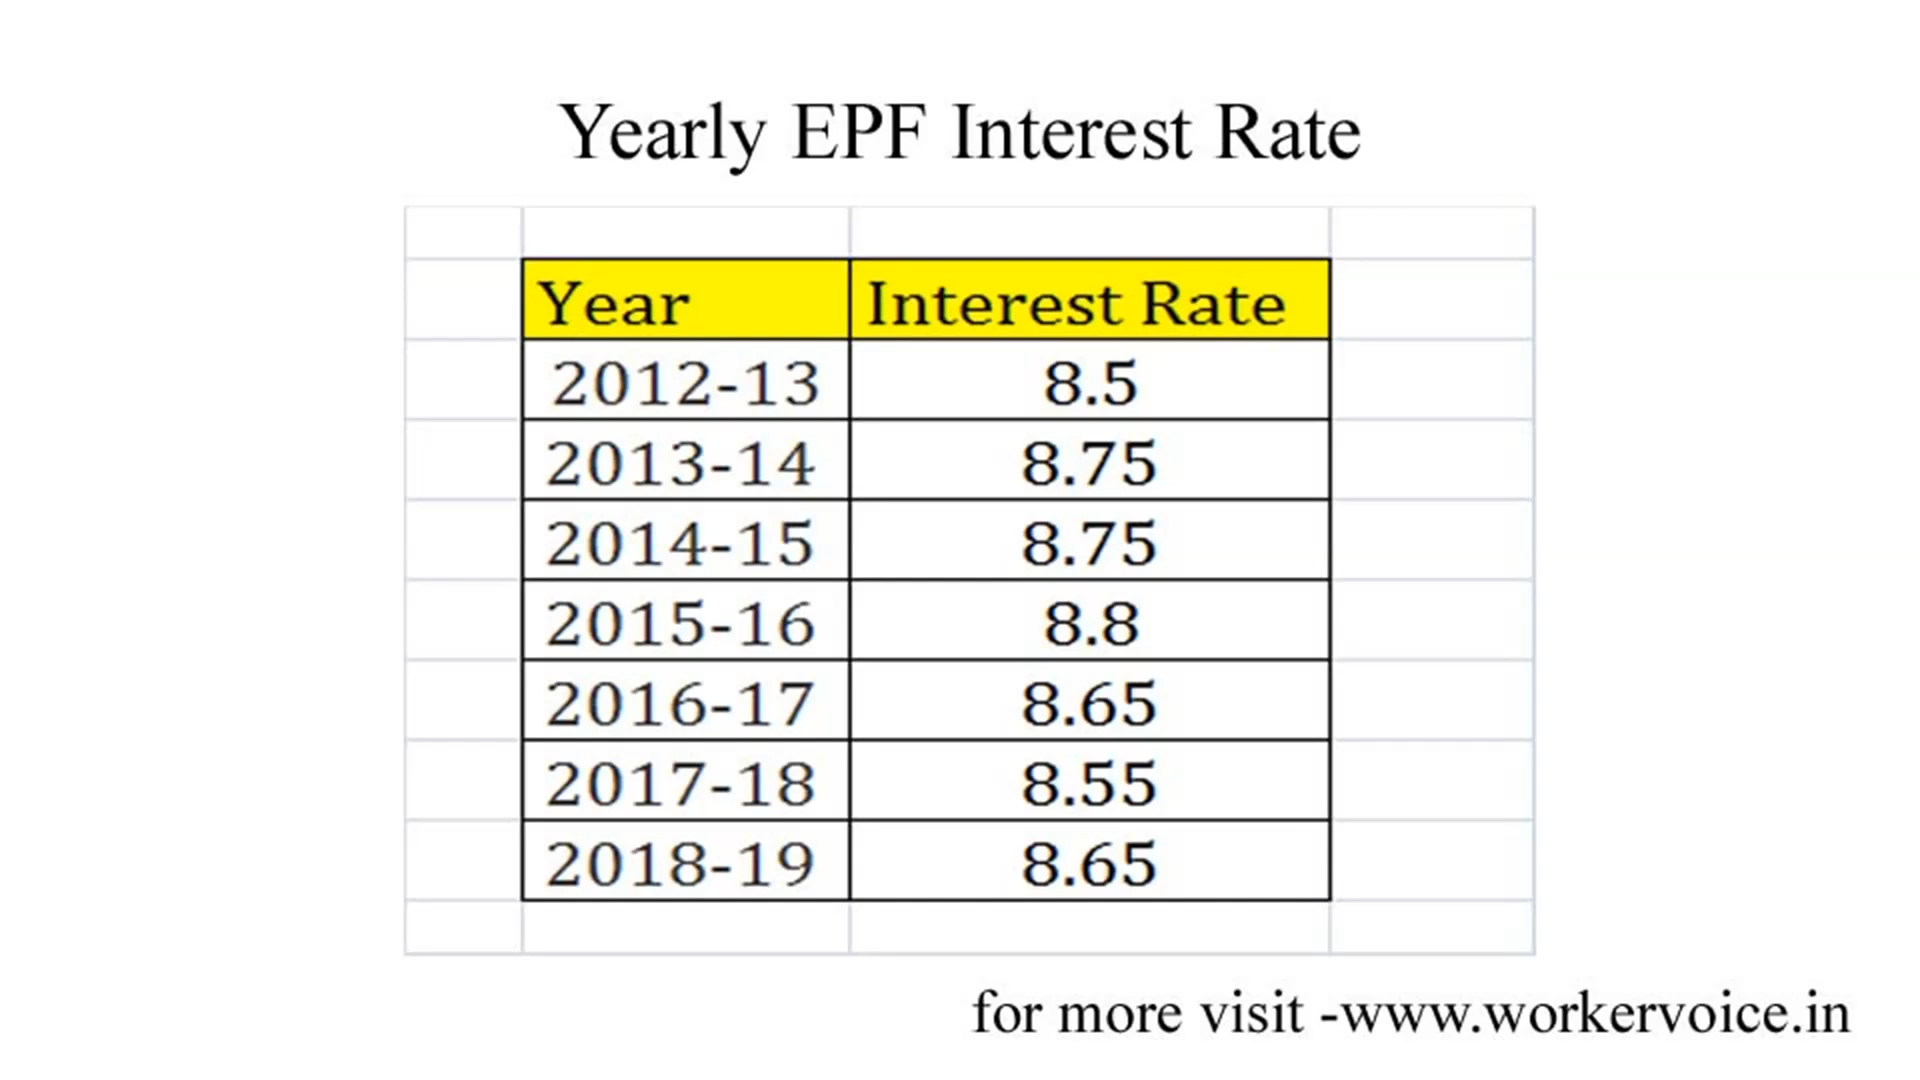 Yearly EPF Interest Rate
Year Interest Rate
2012-13 8.5
2013-14 8.75
2014-15 8.75
2015-16 8.8
2016-17 8.65
2017-18 8.55
2018-19 8.65
for more visit -www.workervoice.in